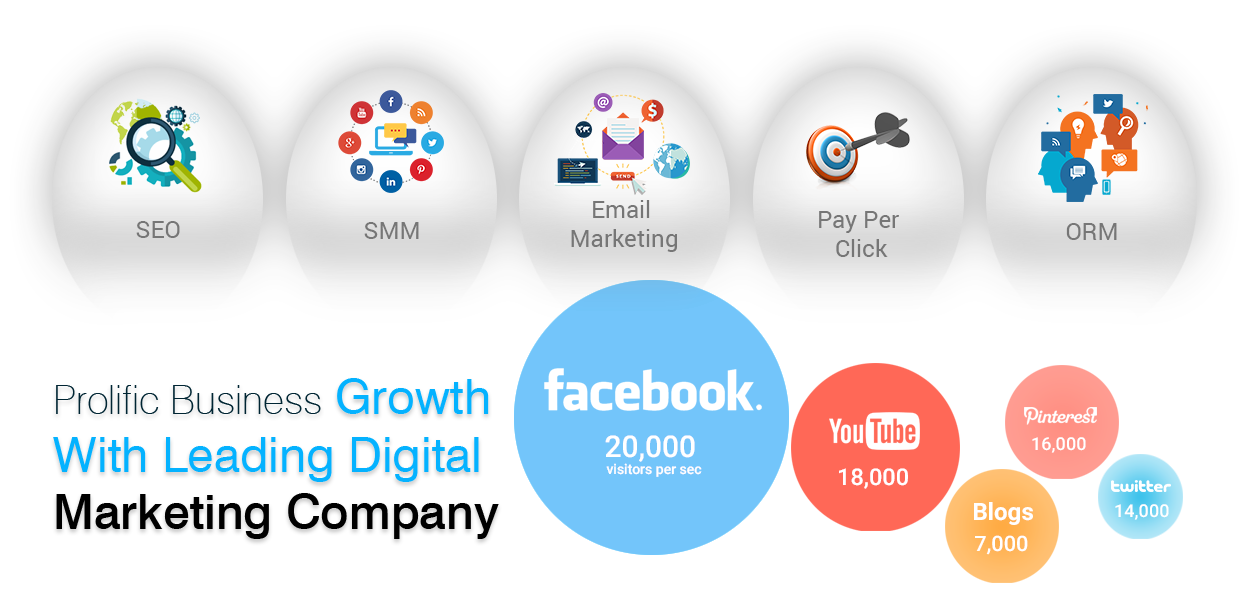 SEO
SMM
SEND
Email
Marketing
Pay Per
Click
ORM
Prolific Business Growth
With Leading Digital
Marketing Company
facebook.
20,000
visitors per sec
YouTube
18,000
Pinterest
16,000
twitter
14,000
Blogs
7,000